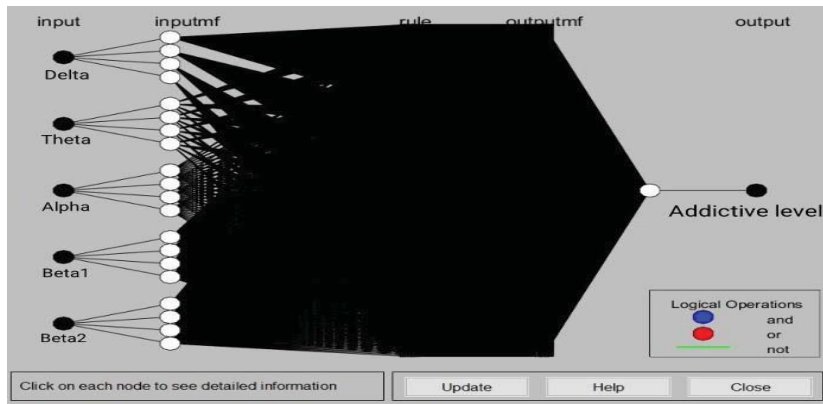 input inputmf rule outputmf output
Delta
Theta
Alpha
Beta1
Beta2
Addictive level
Logical Operations
and
or
not
Click on each node to see detailed information
Update Help Close